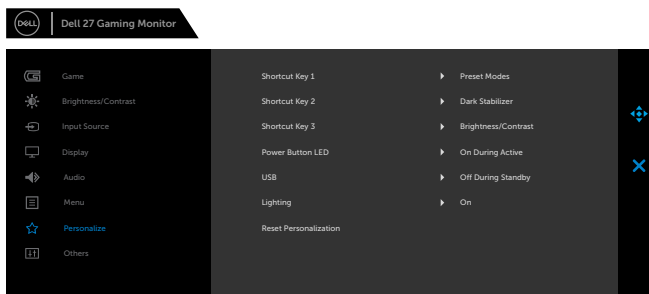 DELL Dell 27 Gaming Monitor
Game Shortcut Key 1 Preset Modes
Brightness/Contrast Shortcut Key 2 Dark Stabilizer
Input Source Shortcut Key 3 Brightness/Contrast
Display Power Button LED On During Active
Audio USB Off During Standby
Menu Lighting On
Personalize Reset Personalization
Others